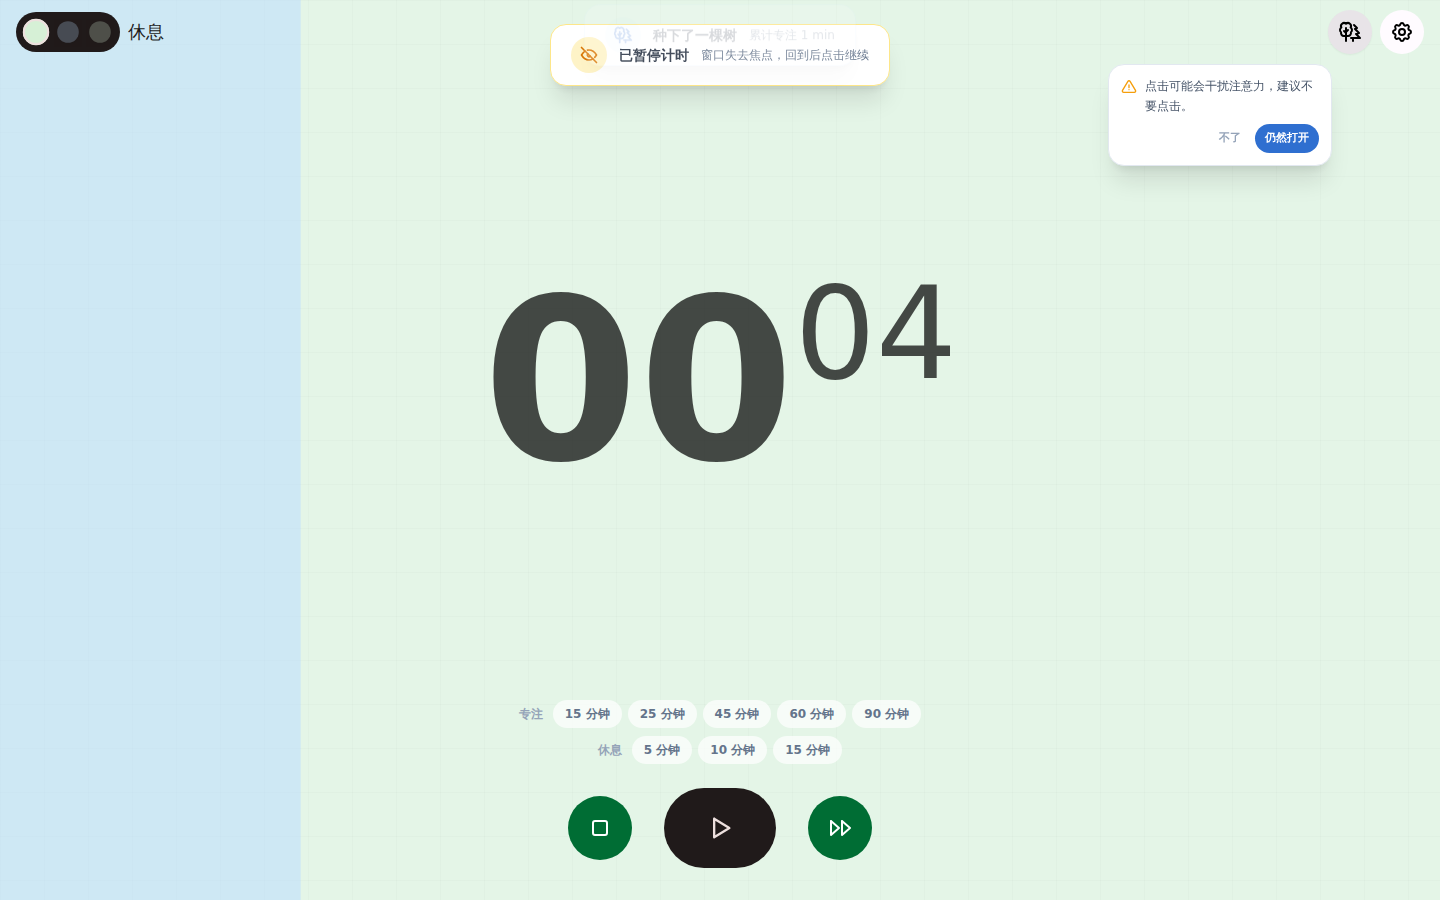 休息
种下了一棵树 累计专注 1 min
已暂停计时 窗口失去焦点，回到后点击继续
点击可能会干扰注意力，建议不
要点击。
不了 仍然打开
00 04
专注 15 分钟 25 分钟 45 分钟 60 分钟 90 分钟
休息 5 分钟 10 分钟 15 分钟